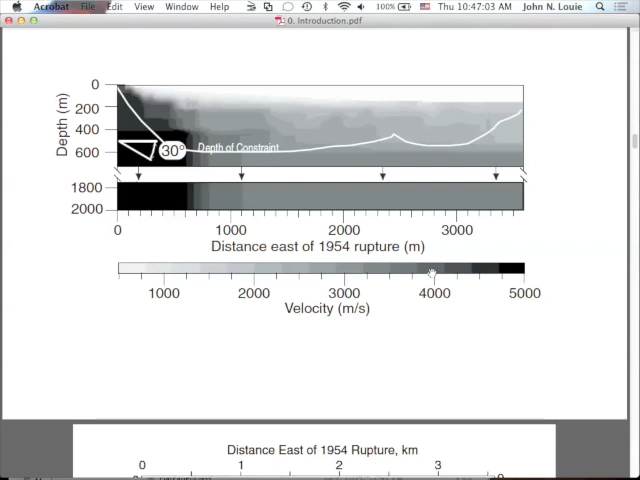 Acrobat File Edit View Window Help 100% Thu 10:47:03 AM John N. Louie
0. Introduction.pdf
0
200
400
600
1800
2000
Depth (m)
30°
Depth of Constraint
0 1000 2000 3000
Distance east of 1954 rupture (m)
1000 2000 3000 4000 5000
Velocity (m/s)
Distance East of 1954 Rupture, km
0 1 2 3